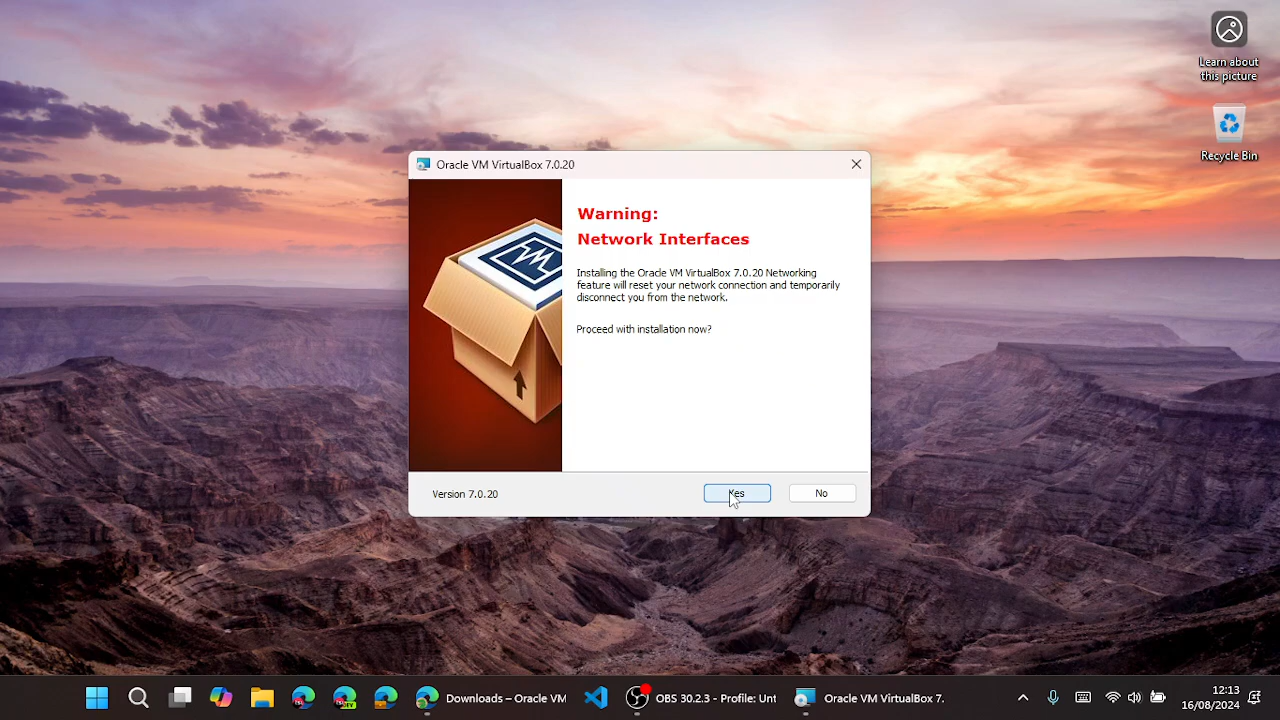 Learn about
this picture
Recycle Bin
Oracle VM VirtualBox 7.0.20
Warning:
Network Interfaces
Installing the Oracle VM VirtualBox 7.0.20 Networking
feature will reset your network connection and temporarily
disconnect you from the network.
Proceed with installation now?
Version 7.0.20
Yes
No
Downloads – Oracle VM
OBS 30.2.3 - Profile: Unt
Oracle VM VirtualBox 7.
12:13
16/08/2024